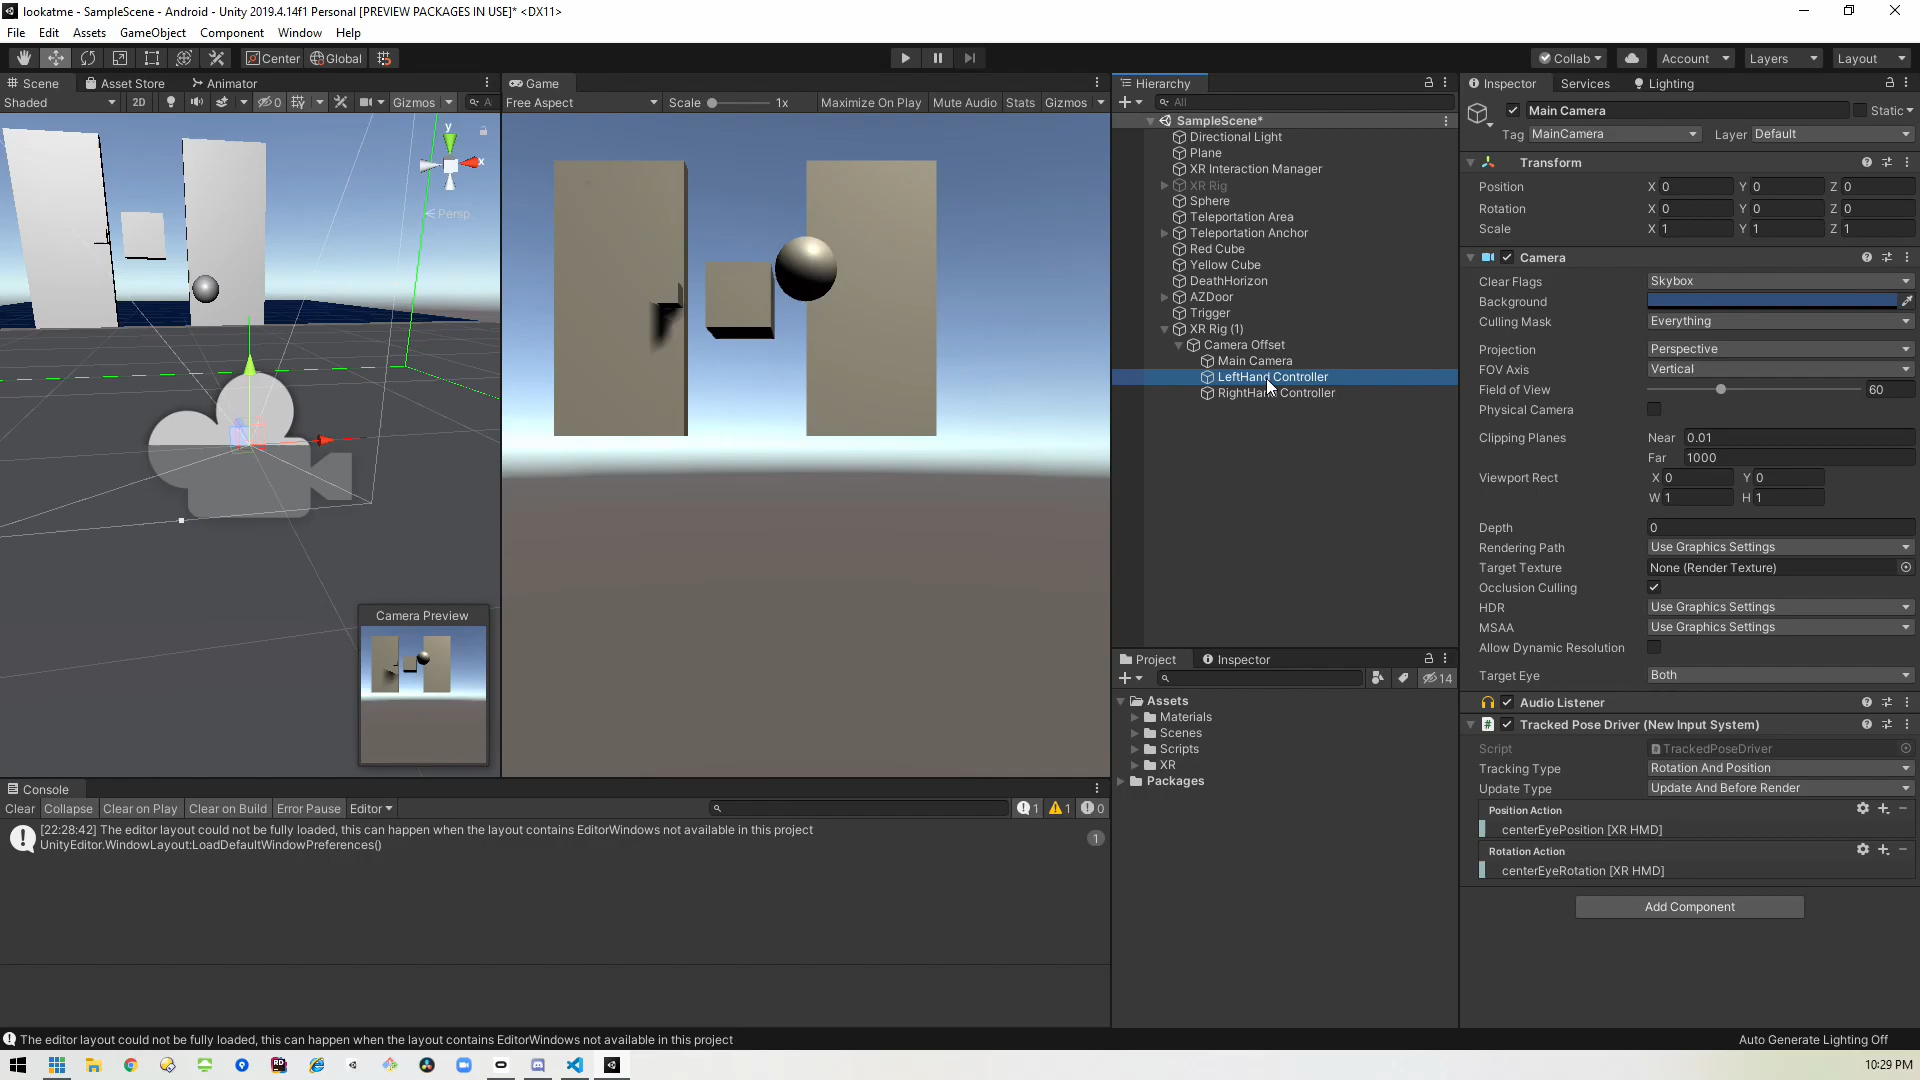 lookatme - SampleScene - Android - Unity 2019.4.14f1 Personal [PREVIEW PACKAGES IN USE]* <DX11>
File Edit Assets GameObject Component Window Help
Center Global Collab Account Layers Layout
Scene Asset Store Animator
Shaded 2D 0 Gizmos A
y
x
Persp
Camera Preview
Game
Free Aspect Scale 1x Maximize On Play Mute Audio Stats Gizmos
Hierarchy
All
SampleScene*
Directional Light
Plane
XR Interaction Manager
XR Rig
Sphere
Teleportation Area
Teleportation Anchor
Red Cube
Yellow Cube
DeathHorizon
AZDoor
Trigger
XR Rig (1)
Camera Offset
Main Camera
LeftHand Controller
RightHand Controller
Project Inspector
14
Assets
Materials
Scenes
Scripts
XR
Packages
Inspector Services Lighting
Main Camera Static
Tag MainCamera Layer Default
Transform
Position X 0 Y 0 Z 0
Rotation X 0 Y 0 Z 0
Scale X 1 Y 1 Z 1
Camera
Clear Flags Skybox
Background
Culling Mask Everything
Projection Perspective
FOV Axis Vertical
Field of View 60
Physical Camera
Clipping Planes Near 0.01
Far 1000
Viewport Rect X 0 Y 0
W 1 H 1
Depth 0
Rendering Path Use Graphics Settings
Target Texture None (Render Texture)
Occlusion Culling
HDR Use Graphics Settings
MSAA Use Graphics Settings
Allow Dynamic Resolution
Target Eye Both
Audio Listener
# Tracked Pose Driver (New Input System)
Script TrackedPoseDriver
Tracking Type Rotation And Position
Update Type Update And Before Render
Position Action
centerEyePosition [XR HMD]
Rotation Action
centerEyeRotation [XR HMD]
Add Component
Console
Clear Collapse Clear on Play Clear on Build Error Pause Editor 1 1 0
[22:28:42] The editor layout could not be fully loaded, this can happen when the layout contains EditorWindows not available in this project
UnityEditor.WindowLayout:LoadDefaultWindowPreferences()
1
The editor layout could not be fully loaded, this can happen when the layout contains EditorWindows not available in this project
Auto Generate Lighting Off
10:29 PM